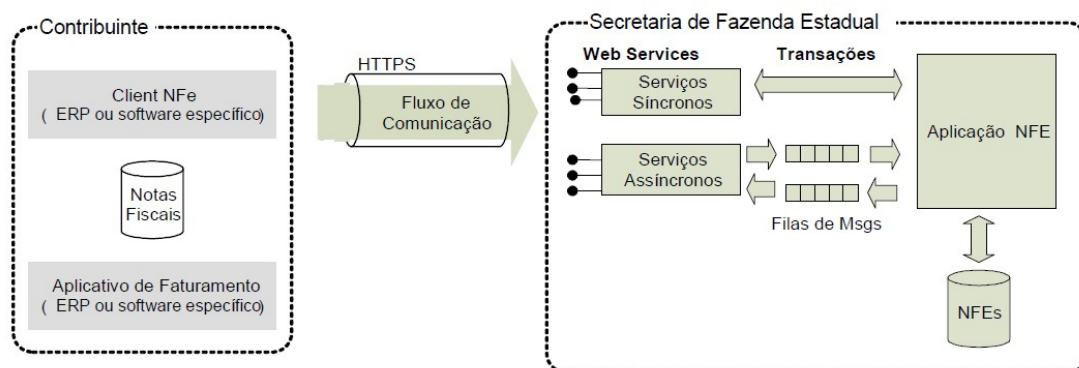 Contribuinte
Client NFe
( ERP ou software específico)
Notas
Fiscais
Aplicativo de Faturamento
( ERP ou software específico)
HTTPS
Fluxo de
Comunicação
Secretaria de Fazenda Estadual
Web Services
Transações
Serviços
Síncronos
Serviços
Assíncronos
Filas de Msgs
Aplicação NFE
NFEs